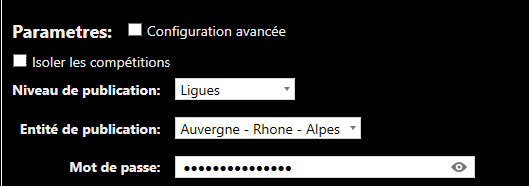 Parametres: Configuration avancée
Isoler les compétitions
Niveau de publication: Ligues
Entité de publication: Auvergne - Rhone - Alpes
Mot de passe: •••••••••••••••